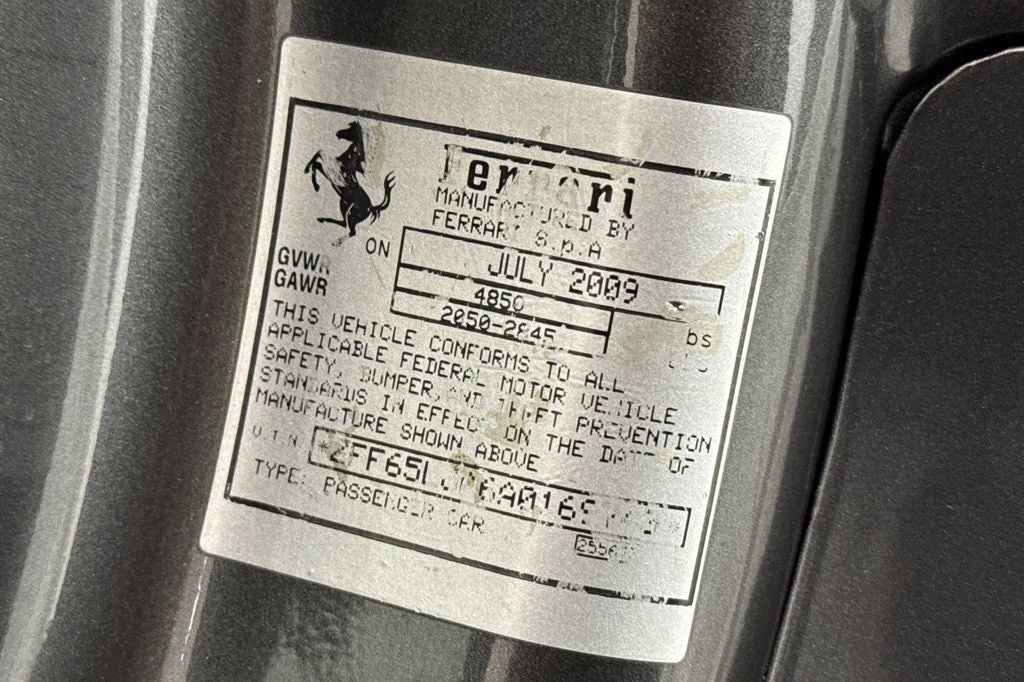 Ferrari
MANUFACTURED BY
FERRARI S.p.A
ON JULY 2009
GVWR 4850
GAWR 2050-2845
THIS VEHICLE CONFORMS TO ALL
APPLICABLE FEDERAL MOTOR VEHICLE
SAFETY, BUMPER, AND THEFT PREVENTION
STANDARDS IN EFFECT ON THE DATE OF
MANUFACTURE SHOWN ABOVE
V.I.N
TYPE: PASSENGER CAR